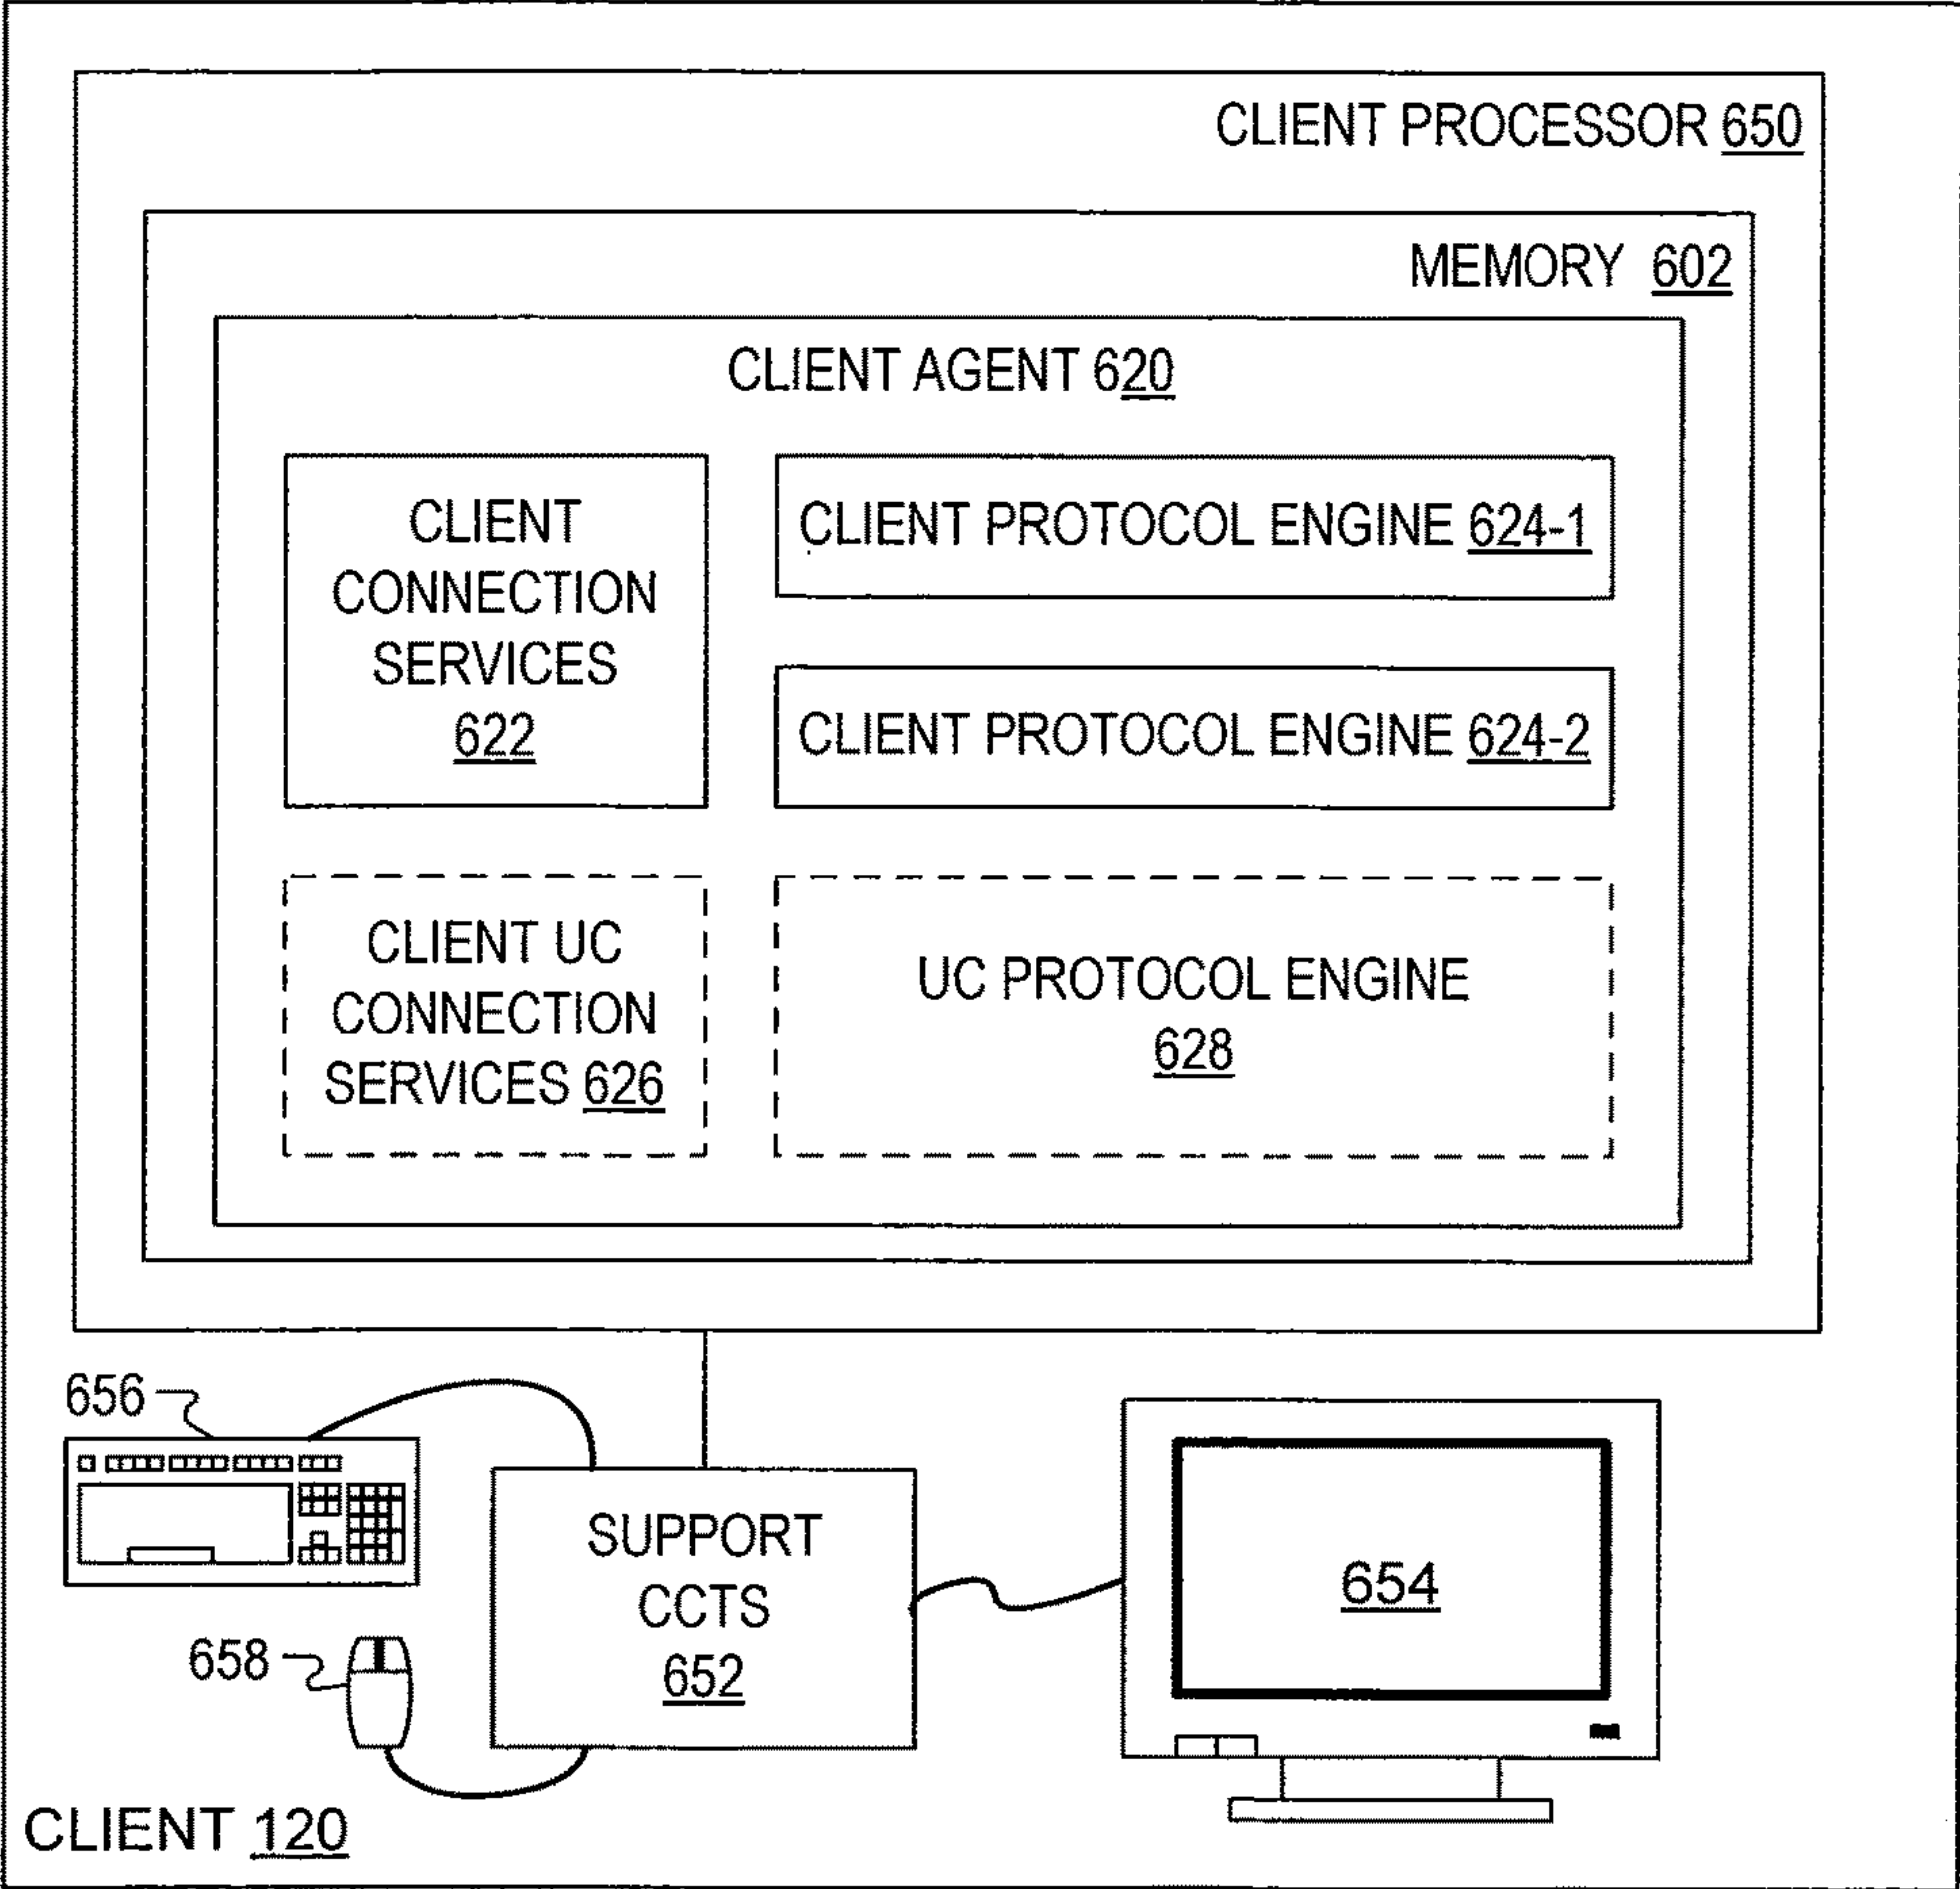 CLIENT PROCESSOR 650
MEMORY 602
CLIENT AGENT 620
CLIENT
CONNECTION
SERVICES
622
CLIENT PROTOCOL ENGINE 624-1
CLIENT PROTOCOL ENGINE 624-2
CLIENT UC
CONNECTION
SERVICES 626
UC PROTOCOL ENGINE
628
656
SUPPORT
CCTS
652
654
658
CLIENT 120